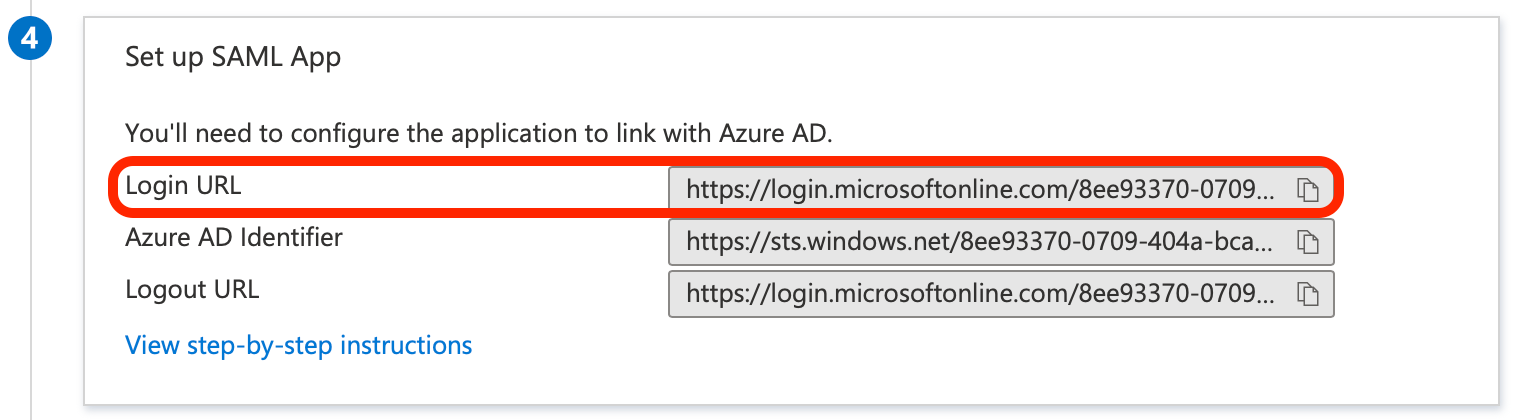 4
Set up SAML App
You'll need to configure the application to link with Azure AD.
Login URL https://login.microsoftonline.com/8ee93370-0709...
Azure AD Identifier https://sts.windows.net/8ee93370-0709-404a-bca...
Logout URL https://login.microsoftonline.com/8ee93370-0709...
View step-by-step instructions